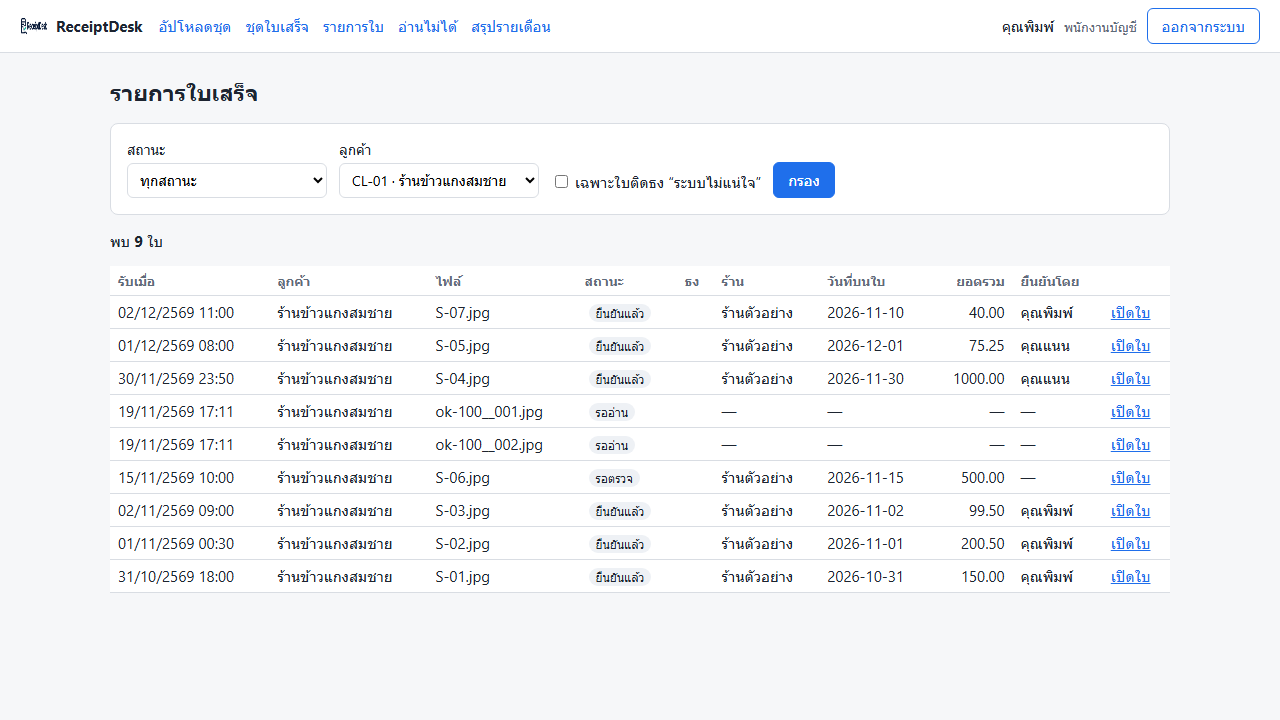 ReceiptDesk อัปโหลดชุด ชุดใบเสร็จ รายการใบ อ่านไม่ได้ สรุปรายเดือน คุณพิมพ์ พนักงานบัญชี ออกจากระบบ
รายการใบเสร็จ
สถานะ ลูกค้า
ทุกสถานะ CL-01 · ร้านข้าวแกงสมชาย เฉพาะใบติดธง “ระบบไม่แน่ใจ” กรอง
พบ 9 ใบ
รับเมื่อ ลูกค้า ไฟล์ สถานะ ธง ร้าน วันที่บนใบ ยอดรวม ยืนยันโดย
02/12/2569 11:00 ร้านข้าวแกงสมชาย S-07.jpg ยืนยันแล้ว ร้านตัวอย่าง 2026-11-10 40.00 คุณพิมพ์ เปิดใบ
01/12/2569 08:00 ร้านข้าวแกงสมชาย S-05.jpg ยืนยันแล้ว ร้านตัวอย่าง 2026-12-01 75.25 คุณแนน เปิดใบ
30/11/2569 23:50 ร้านข้าวแกงสมชาย S-04.jpg ยืนยันแล้ว ร้านตัวอย่าง 2026-11-30 1000.00 คุณแนน เปิดใบ
19/11/2569 17:11 ร้านข้าวแกงสมชาย ok-100__001.jpg รออ่าน — — — — เปิดใบ
19/11/2569 17:11 ร้านข้าวแกงสมชาย ok-100__002.jpg รออ่าน — — — — เปิดใบ
15/11/2569 10:00 ร้านข้าวแกงสมชาย S-06.jpg รอตรวจ ร้านตัวอย่าง 2026-11-15 500.00 — เปิดใบ
02/11/2569 09:00 ร้านข้าวแกงสมชาย S-03.jpg ยืนยันแล้ว ร้านตัวอย่าง 2026-11-02 99.50 คุณพิมพ์ เปิดใบ
01/11/2569 00:30 ร้านข้าวแกงสมชาย S-02.jpg ยืนยันแล้ว ร้านตัวอย่าง 2026-11-01 200.50 คุณพิมพ์ เปิดใบ
31/10/2569 18:00 ร้านข้าวแกงสมชาย S-01.jpg ยืนยันแล้ว ร้านตัวอย่าง 2026-10-31 150.00 คุณพิมพ์ เปิดใบ